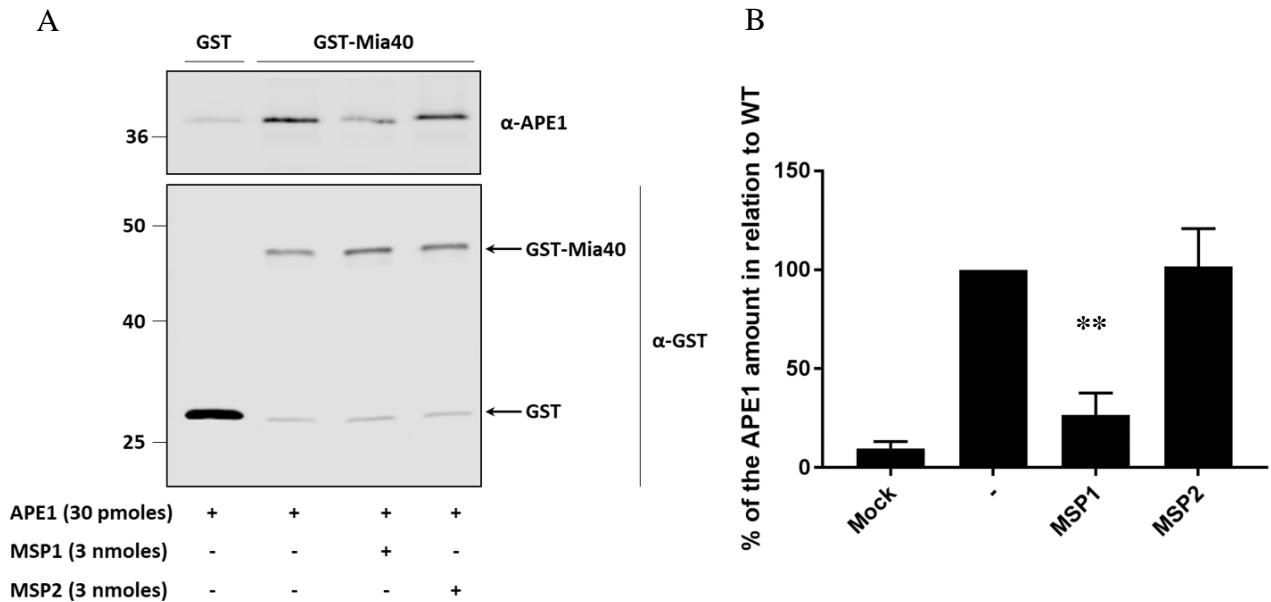 A
GST
GST-Mia40
36
α-APE1
50
40
25
GST-Mia40
GST
α-GST
APE1 (30 pmoles) + + + +
MSP1 (3 nmoles) - - + -
MSP2 (3 nmoles) - - - +
B
% of the APE1 amount in relation to WT
150
100
50
0
**
Mock
-
MSP1
MSP2